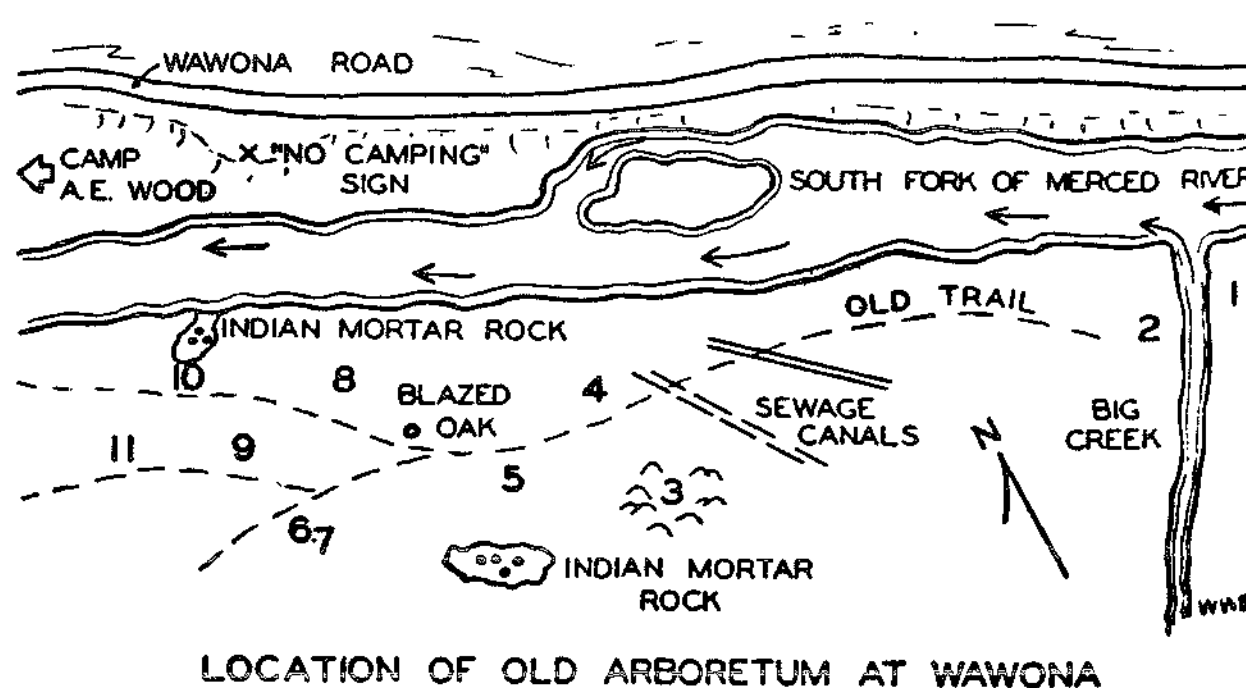 WAWONA ROAD
CAMP
A.E. WOOD
X "NO CAMPING"
SIGN
SOUTH FORK OF MERCED RIVER
OLD TRAIL
1
2
INDIAN MORTAR ROCK
10
8
BLAZED
OAK
4
SEWAGE
CANALS
N
BIG
CREEK
11
9
5
3
6.7
INDIAN MORTAR
ROCK
LOCATION OF OLD ARBORETUM AT WAWONA